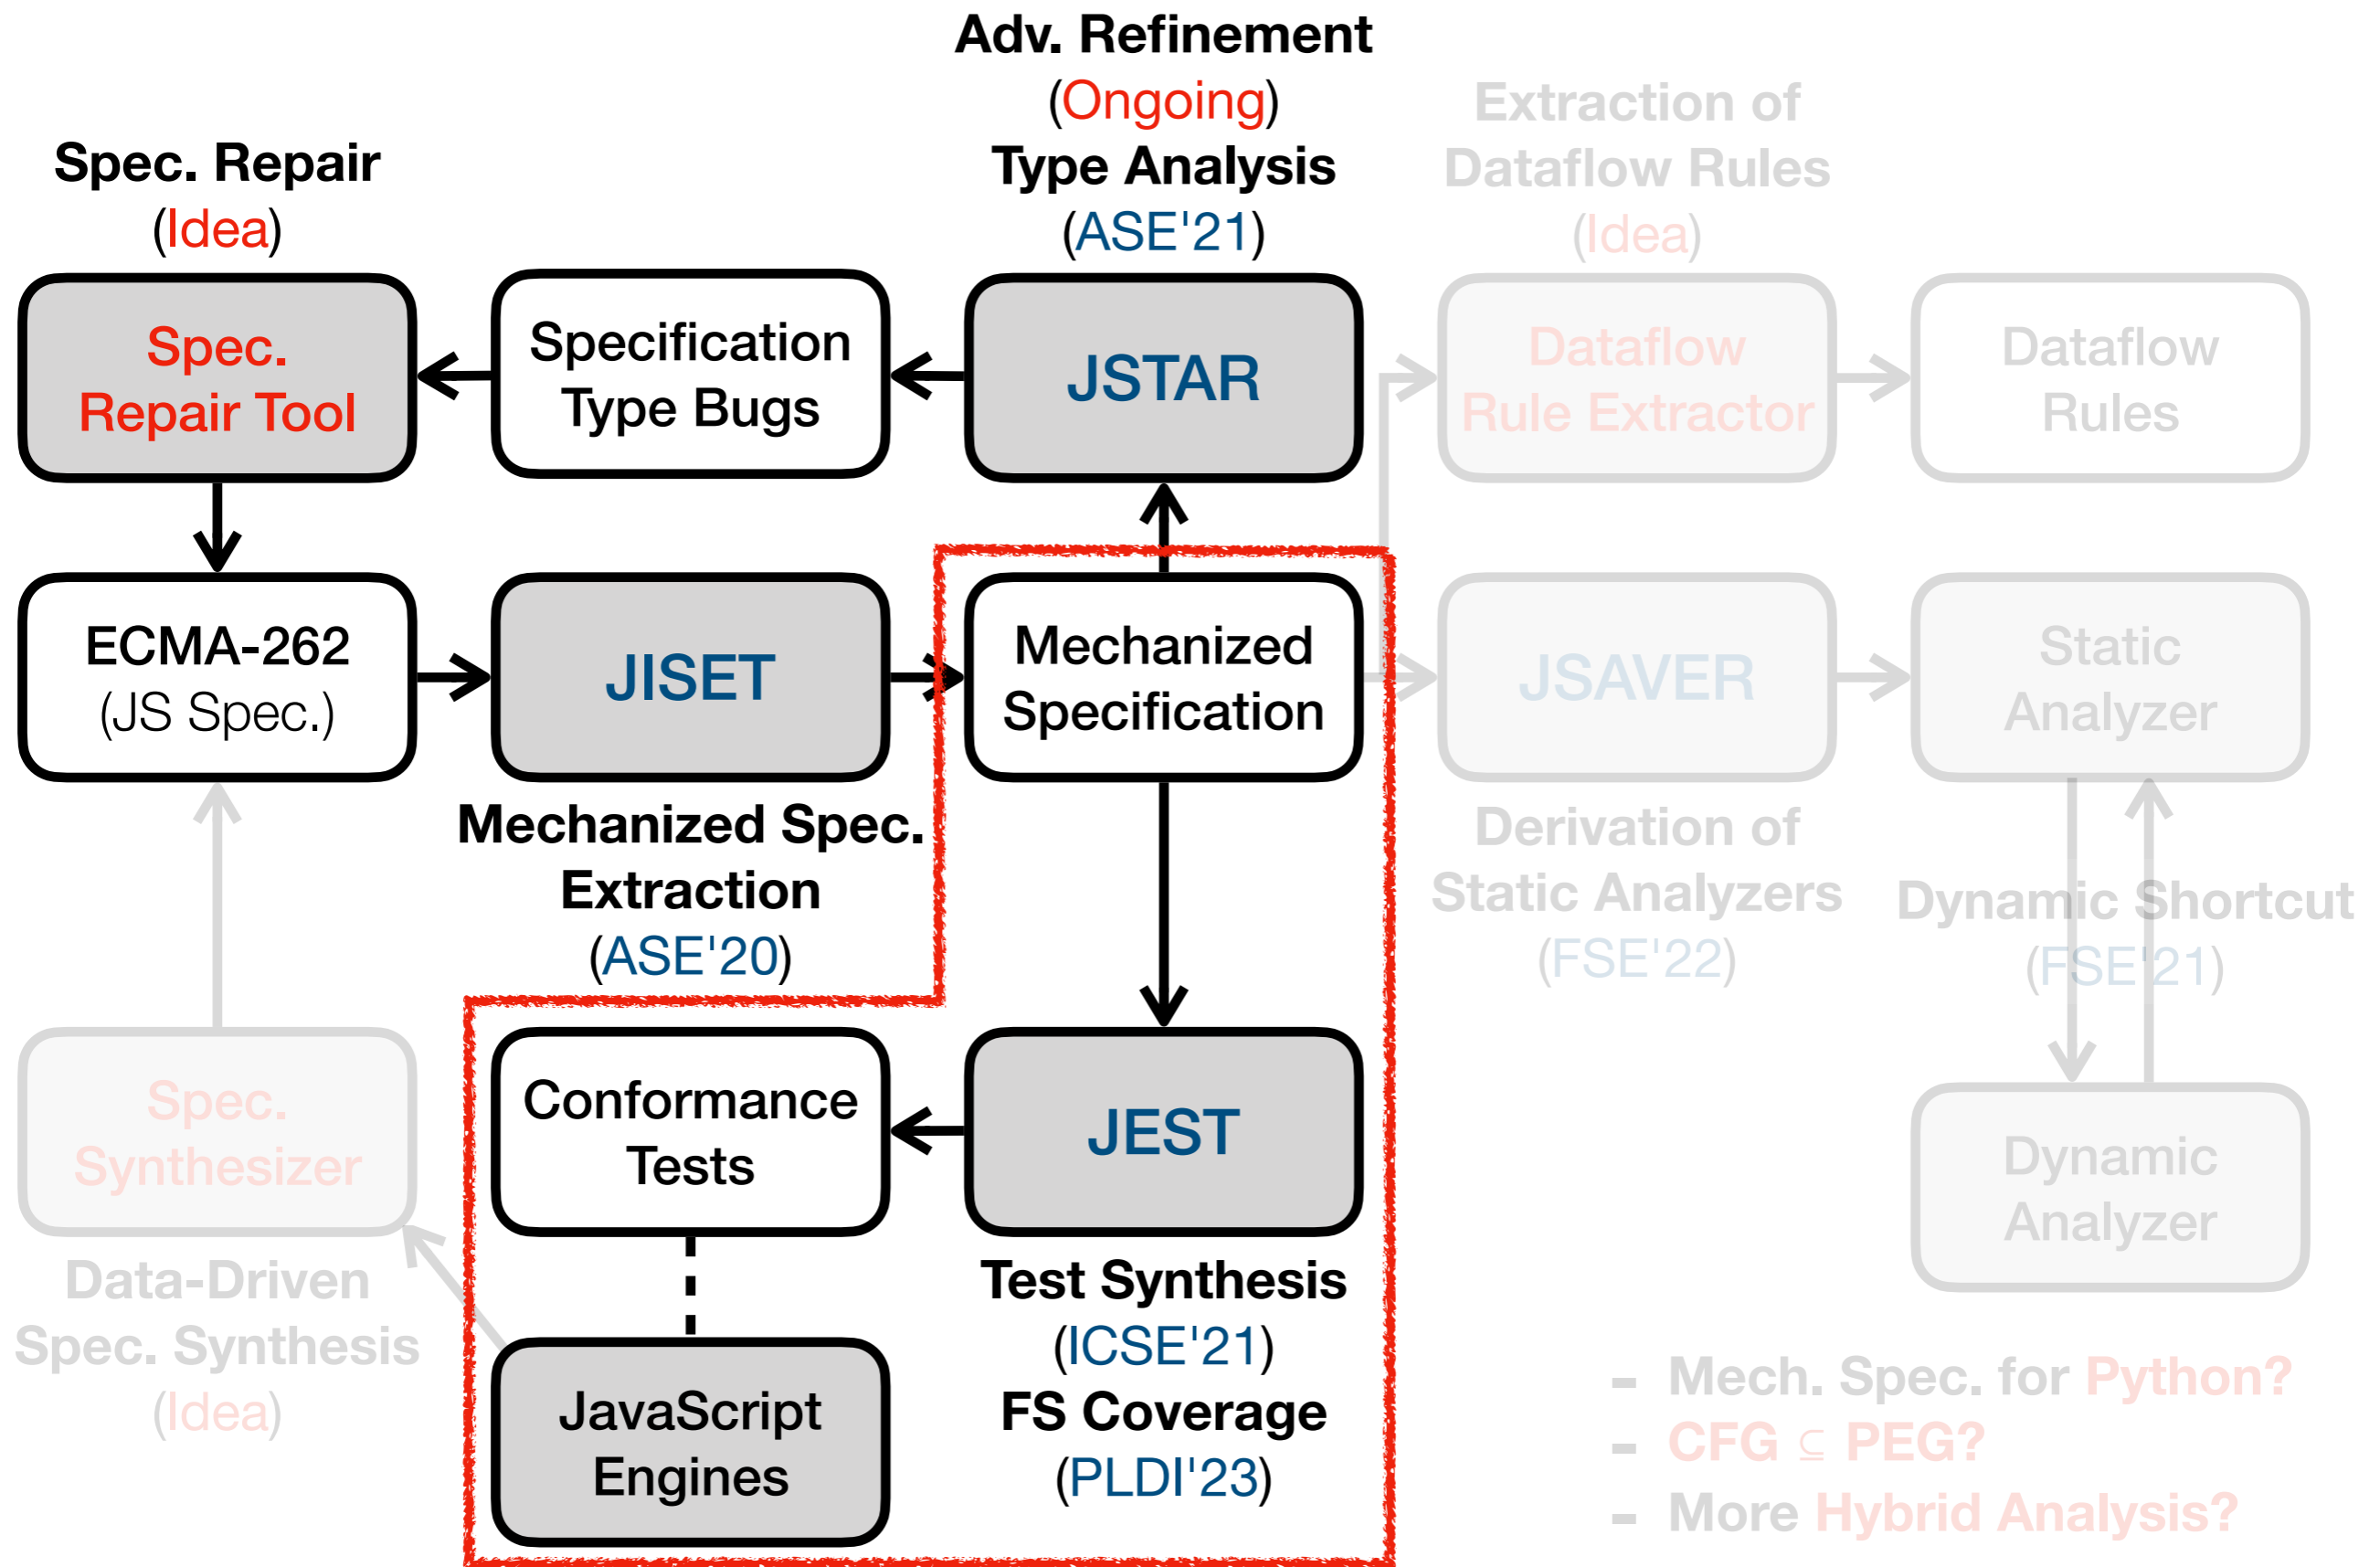 Adv. Refinement
(Ongoing)
Type Analysis
(ASE'21)
Spec. Repair
(Idea)
Extraction of
Dataflow Rules
(Idea)
Spec.
Repair Tool
Specification
Type Bugs
JSTAR
Dataflow
Rule Extractor
Dataflow
Rules
ECMA-262
(JS Spec.)
JISET
Mechanized
Specification
JSAVER
Static
Analyzer
Mechanized Spec.
Extraction
(ASE'20)
Derivation of
Static Analyzers
(FSE'22)
Dynamic Shortcut
(FSE'21)
Spec.
Synthesizer
Conformance
Tests
JEST
Dynamic
Analyzer
Data-Driven
Spec. Synthesis
(Idea)
JavaScript
Engines
Test Synthesis
(ICSE'21)
FS Coverage
(PLDI'23)
- Mech. Spec. for Python?
- CFG ⊆ PEG?
- More Hybrid Analysis?